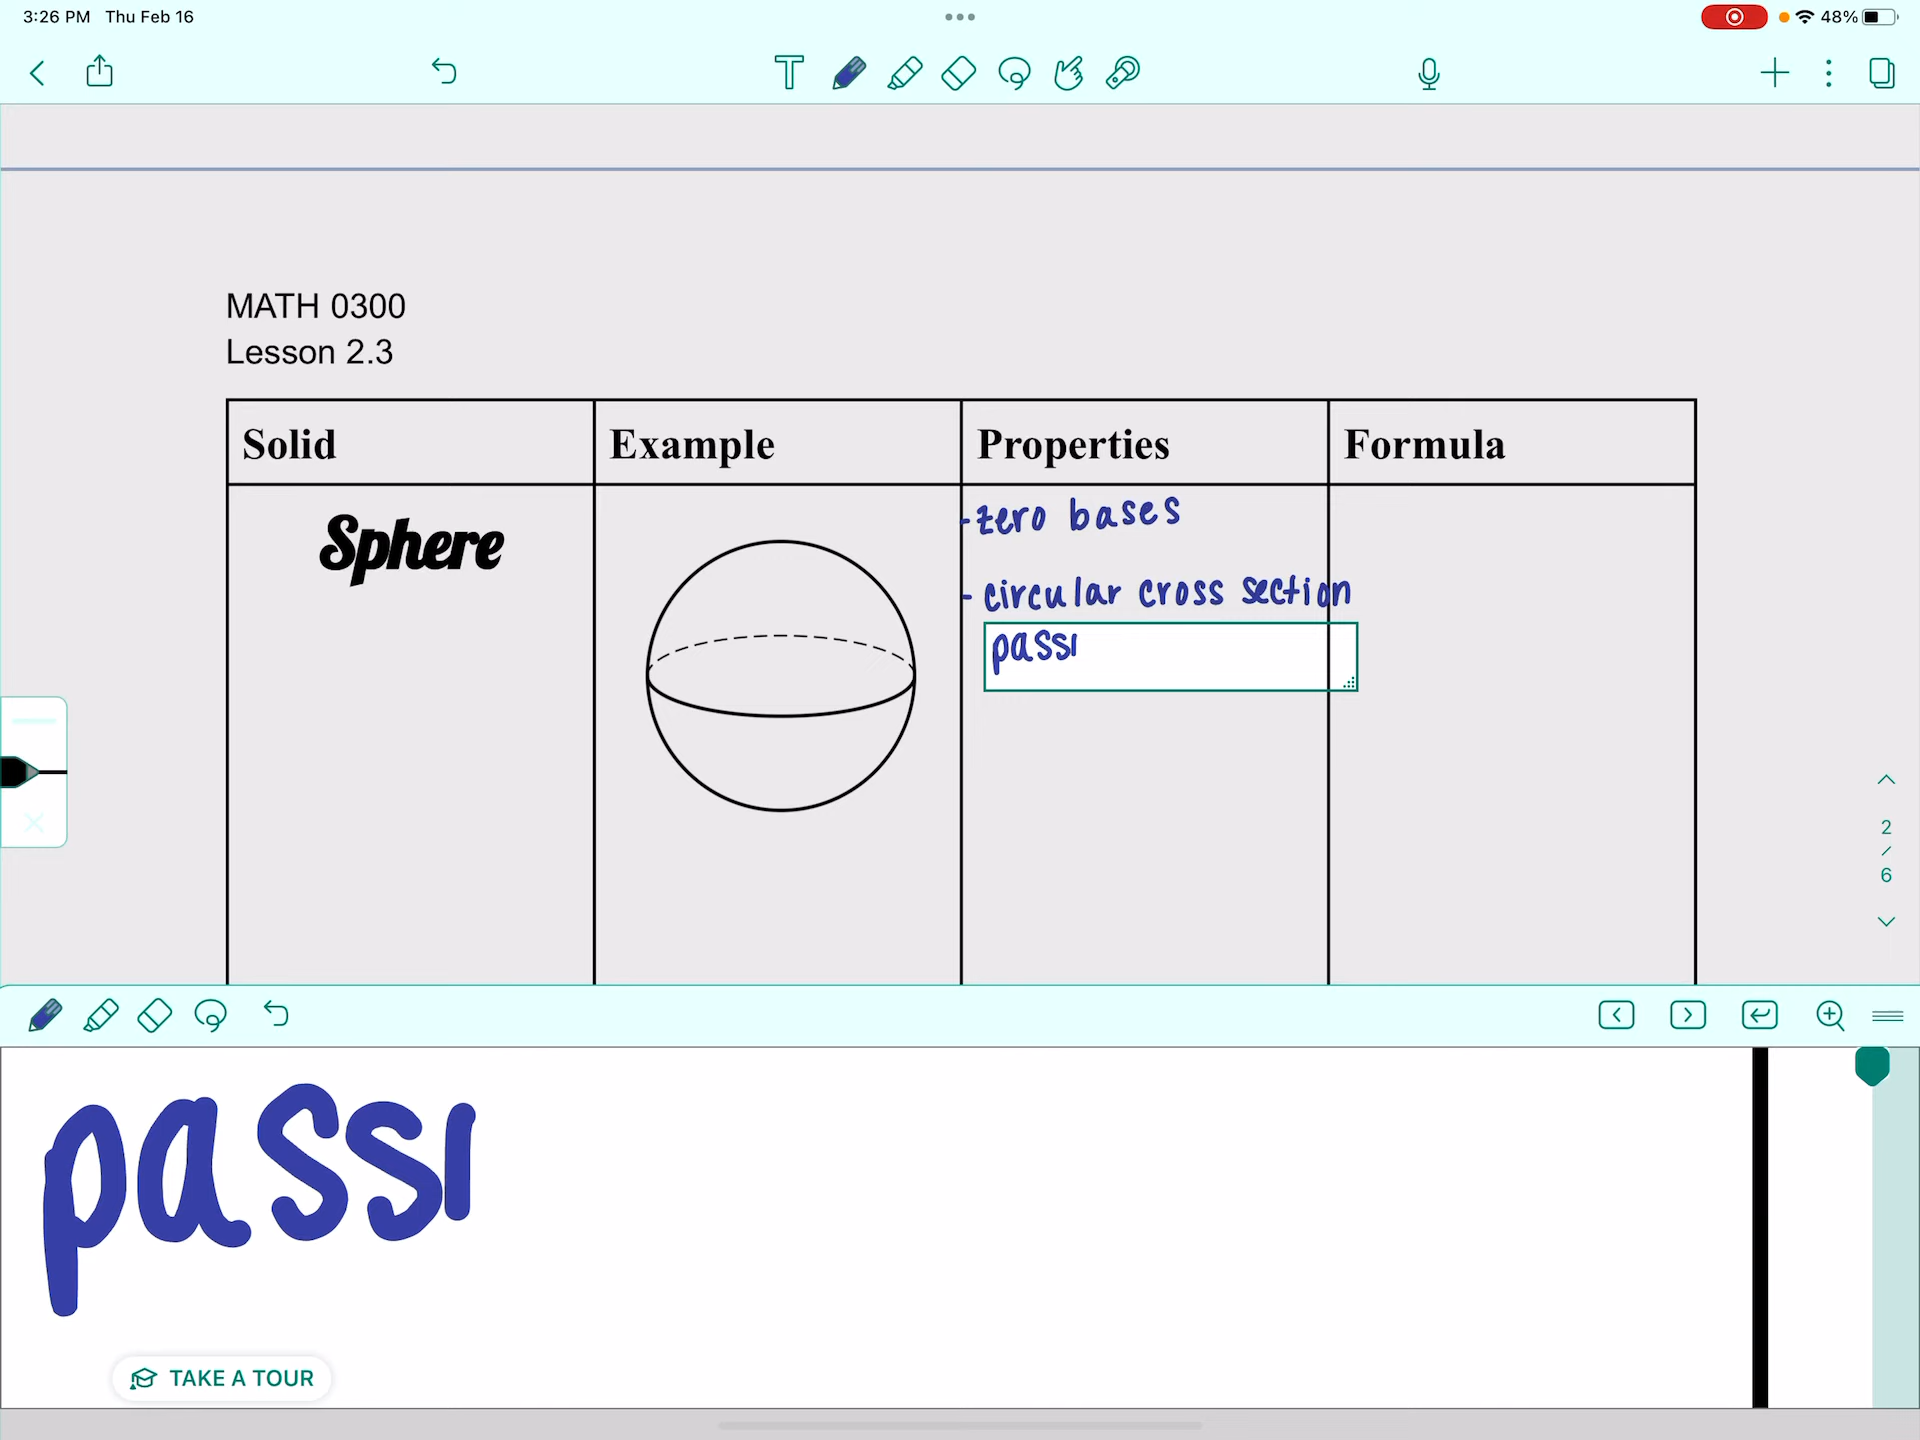 3:26 PM Thu Feb 16
48%
T
MATH 0300
Lesson 2.3
Solid Example Properties Formula
Sphere
-zero bases
- circular cross section
passi
2
/
6
passi
TAKE A TOUR